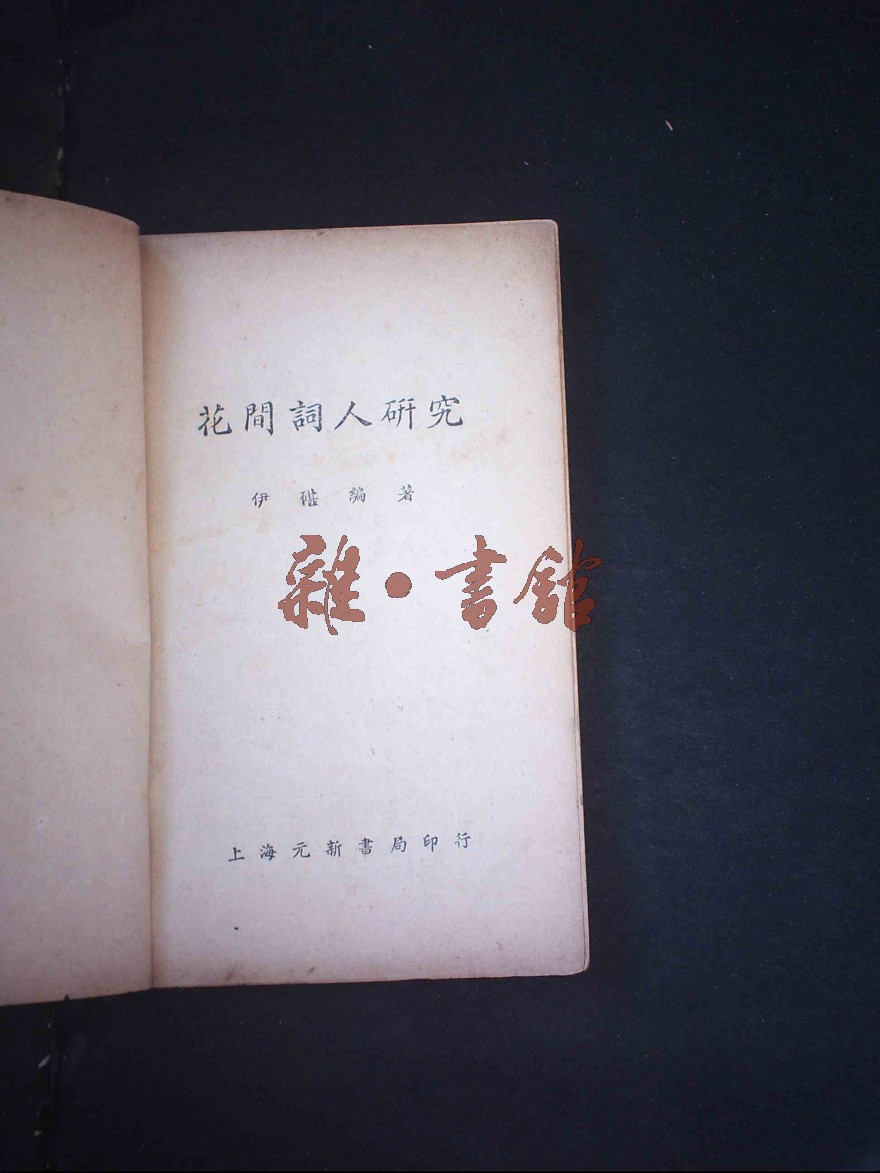 花間詞人研究
伊磪編著
雜·書館
上海元新書局印行